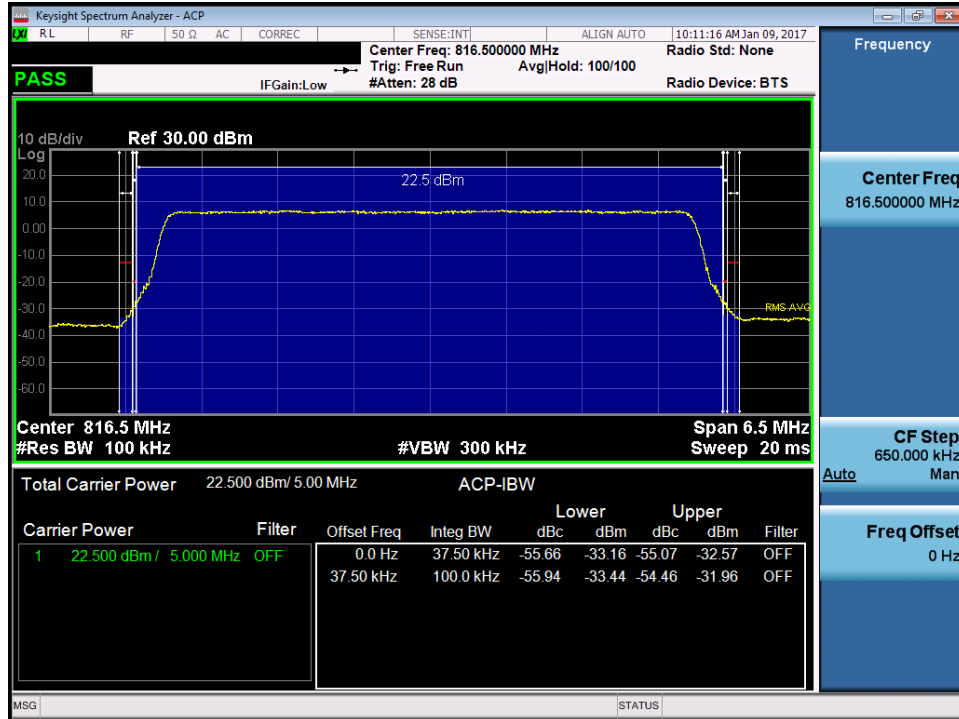 Keysight Spectrum Analyzer - ACP
LXI RL RF 50 Ω AC CORREC SENSE:INT ALIGN AUTO 10:11:16 AM Jan 09, 2017
Center Freq: 816.500000 MHz Radio Std: None
Trig: Free Run Avg|Hold: 100/100
PASS IFGain:Low #Atten: 28 dB Radio Device: BTS
Frequency
10 dB/div Ref 30.00 dBm
Log
22.5 dBm
20.0
10.0
0.00
-10.0
-20.0
-30.0
-40.0
-50.0
-60.0
RMS AVG
Center 816.5 MHz Span 6.5 MHz
#Res BW 100 kHz #VBW 300 kHz Sweep 20 ms
Center Freq
816.500000 MHz
CF Step
650.000 kHz
Auto Man
Freq Offset
0 Hz
Total Carrier Power 22.500 dBm/ 5.00 MHz ACP-IBW
Lower Upper
Carrier Power Filter Offset Freq Integ BW dBc dBm dBc dBm Filter
1 22.500 dBm / 5.000 MHz OFF 0.0 Hz 37.50 kHz -55.66 -33.16 -55.07 -32.57 OFF
37.50 kHz 100.0 kHz -55.94 -33.44 -54.46 -31.96 OFF
MSG STATUS